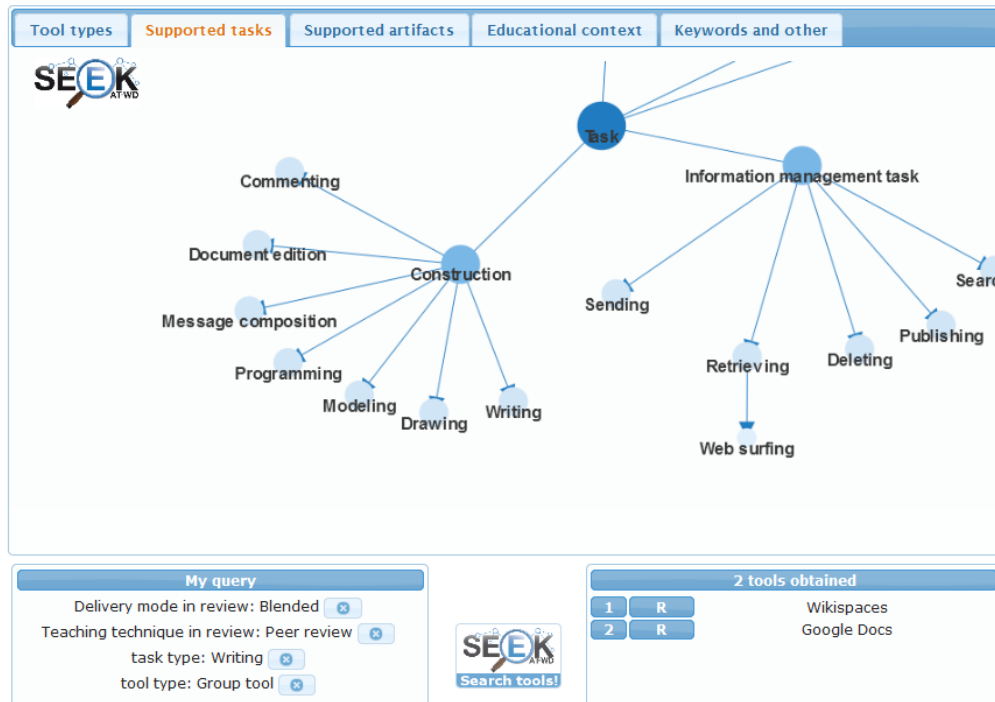 Tool types Supported tasks Supported artifacts Educational context Keywords and other
SEEK
AT WD
Task
Information management task
Commenting
Document edition
Construction
Sending
Searc
Message composition
Publishing
Programming
Retrieving
Deleting
Modeling
Drawing
Writing
Web surfing
My query
2 tools obtained
Delivery mode in review: Blended
1 R Wikispaces
Teaching technique in review: Peer review
2 R Google Docs
SEEK
AT WD
task type: Writing
Search tools!
tool type: Group tool